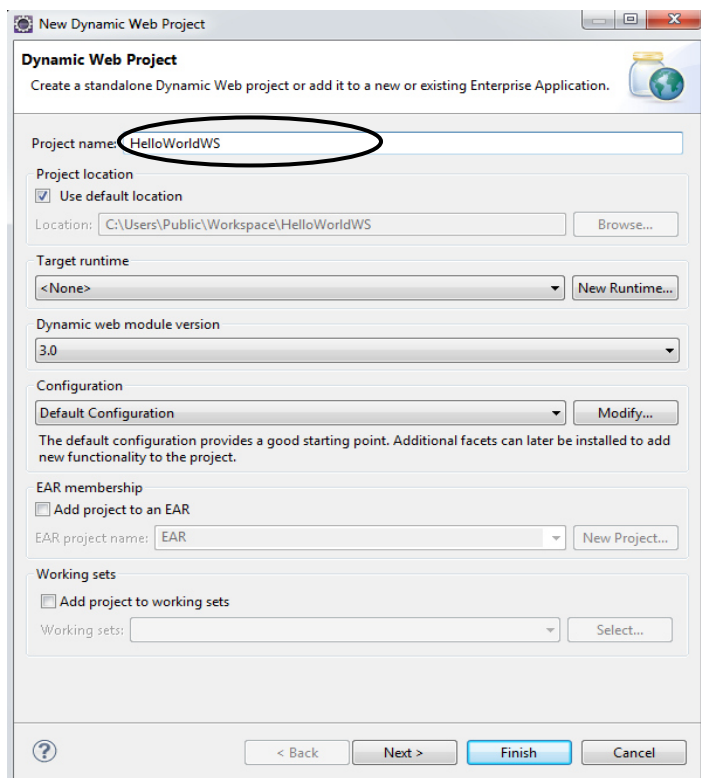 New Dynamic Web Project
Dynamic Web Project
Create a standalone Dynamic Web project or add it to a new or existing Enterprise Application.
Project name: HelloWorldWS
Project location
Use default location
Location: C:\Users\Public\Workspace\HelloWorldWS Browse...
Target runtime
<None> New Runtime...
Dynamic web module version
3.0
Configuration
Default Configuration Modify...
The default configuration provides a good starting point. Additional facets can later be installed to add
new functionality to the project.
EAR membership
Add project to an EAR
EAR project name: EAR New Project...
Working sets
Add project to working sets
Working sets: Select...
? < Back Next > Finish Cancel